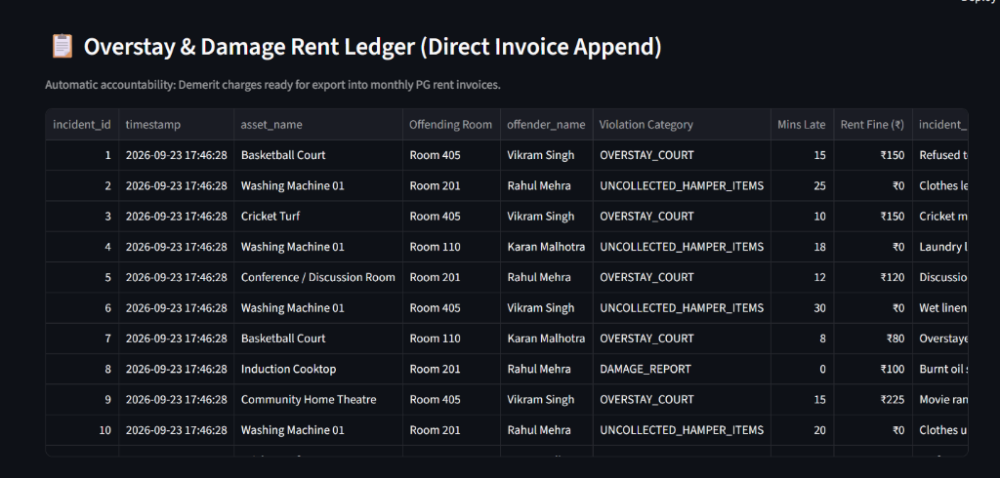 Overstay & Damage Rent Ledger (Direct Invoice Append)
Automatic accountability: Demerit charges ready for export into monthly PG rent invoices.
incident_id timestamp asset_name Offending Room offender_name Violation Category Mins Late Rent Fine (₹) incident_
1 2026-09-23 17:46:28 Basketball Court Room 405 Vikram Singh OVERSTAY_COURT 15 ₹150 Refused
2 2026-09-23 17:46:28 Washing Machine 01 Room 201 Rahul Mehra UNCOLLECTED_HAMPER_ITEMS 25 ₹0 Clothes
3 2026-09-23 17:46:28 Cricket Turf Room 405 Vikram Singh OVERSTAY_COURT 10 ₹150 Cricket
4 2026-09-23 17:46:28 Washing Machine 01 Room 110 Karan Malhotra UNCOLLECTED_HAMPER_ITEMS 18 ₹0 Laundry
5 2026-09-23 17:46:28 Conference / Discussion Room Room 201 Rahul Mehra OVERSTAY_COURT 12 ₹120 Discussio
6 2026-09-23 17:46:28 Washing Machine 01 Room 405 Vikram Singh UNCOLLECTED_HAMPER_ITEMS 30 ₹0 Wet linen
7 2026-09-23 17:46:28 Basketball Court Room 110 Karan Malhotra OVERSTAY_COURT 8 ₹80 Overstaye
8 2026-09-23 17:46:28 Induction Cooktop Room 201 Rahul Mehra DAMAGE_REPORT 0 ₹100 Burnt oil
9 2026-09-23 17:46:28 Community Home Theatre Room 405 Vikram Singh OVERSTAY_COURT 15 ₹225 Movie ran
10 2026-09-23 17:46:28 Washing Machine 01 Room 201 Rahul Mehra UNCOLLECTED_HAMPER_ITEMS 20 ₹0 Clothes